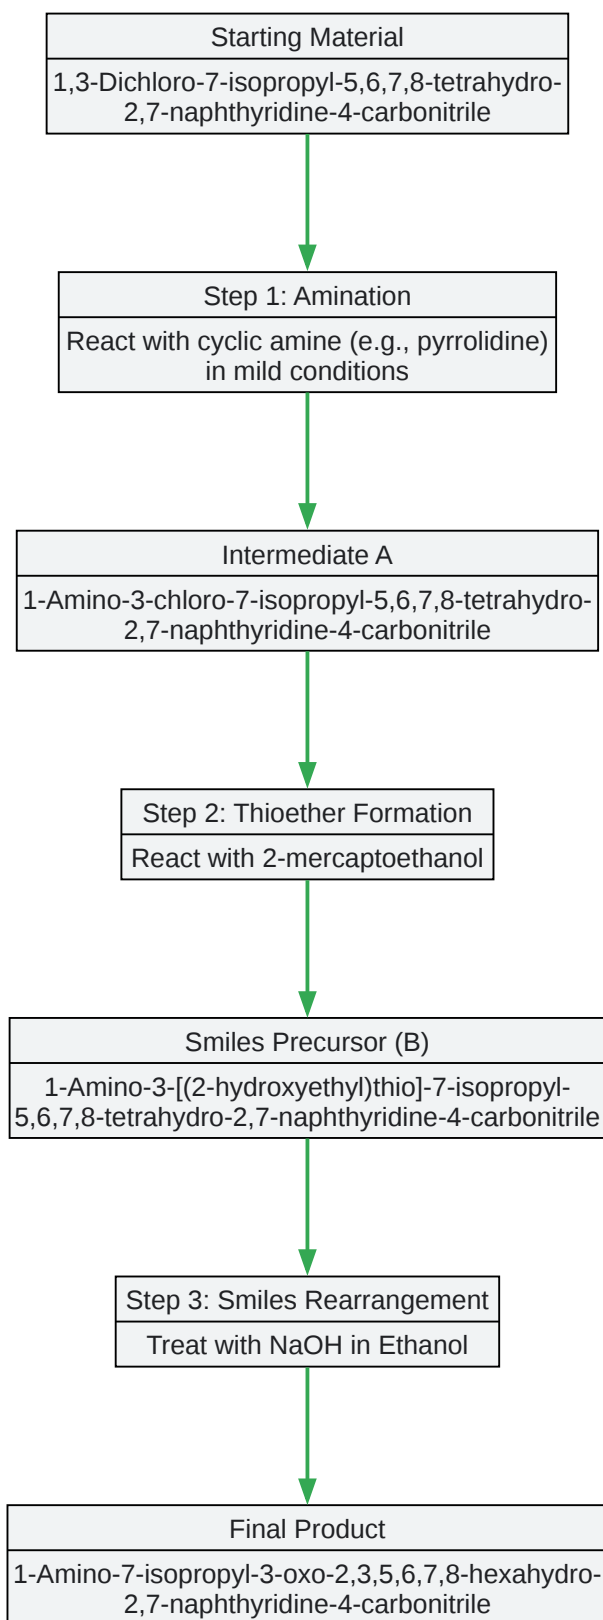 Starting Material
1,3-Dichloro-7-isopropyl-5,6,7,8-tetrahydro-
2,7-naphthyridine-4-carbonitrile
Step 1: Amination
React with cyclic amine (e.g., pyrrolidine)
in mild conditions
Intermediate A
1-Amino-3-chloro-7-isopropyl-5,6,7,8-tetrahydro-
2,7-naphthyridine-4-carbonitrile
Step 2: Thioether Formation
React with 2-mercaptoethanol
Smiles Precursor (B)
1-Amino-3-[(2-hydroxyethyl)thio]-7-isopropyl-
5,6,7,8-tetrahydro-2,7-naphthyridine-4-carbonitrile
Step 3: Smiles Rearrangement
Treat with NaOH in Ethanol
Final Product
1-Amino-7-isopropyl-3-oxo-2,3,5,6,7,8-hexahydro-
2,7-naphthyridine-4-carbonitrile